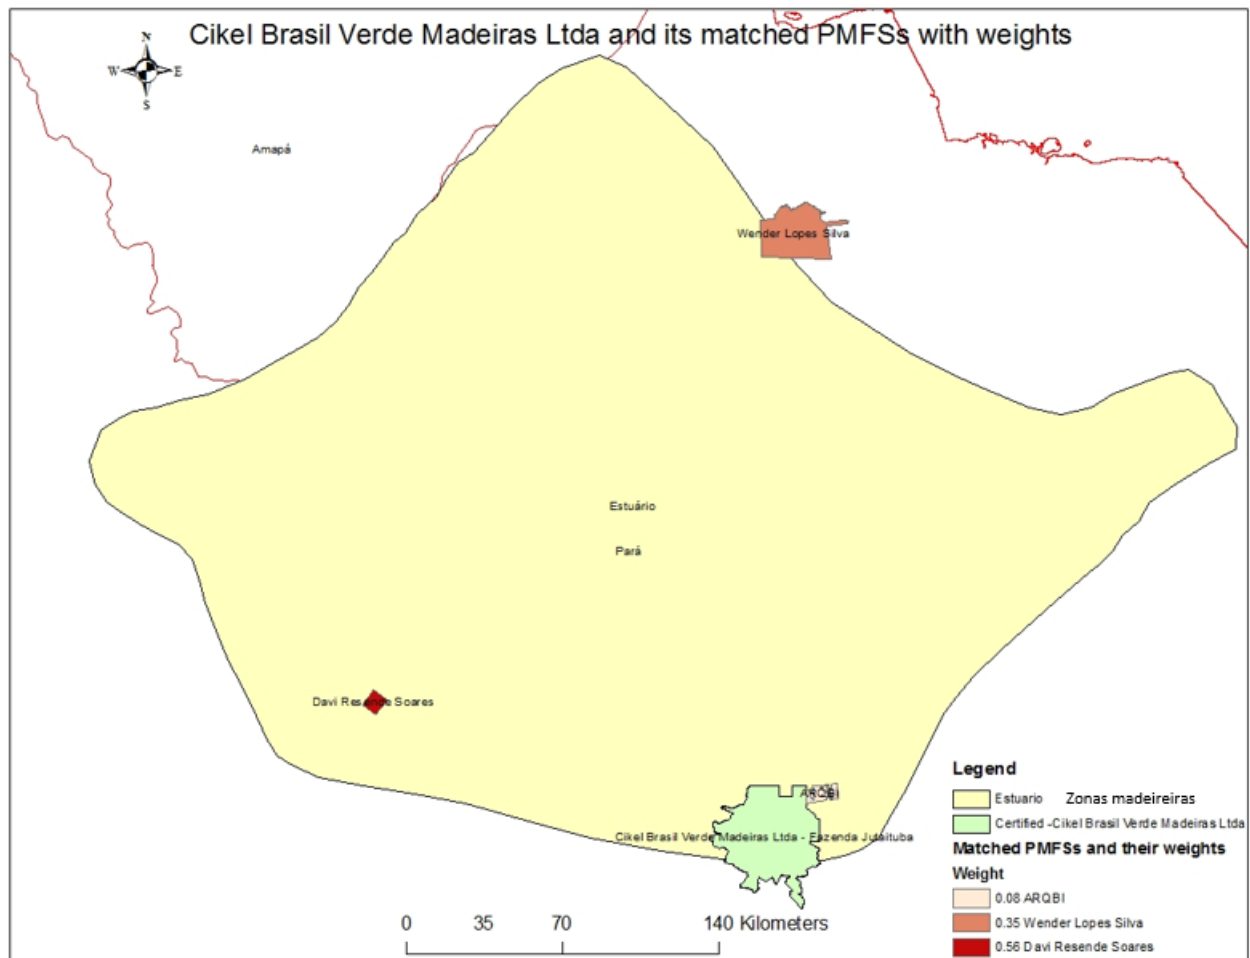 Cikel Brasil Verde Madeiras Ltda and its matched PMFSs with weights
N
W
E
S
Amapá
Wender Lopes Silva
Estuário
Pará
Davi Resende Soares
ARQBI
Cikel Brasil Verde Madeiras Ltda - Fazenda Jutaituba
Legend
Estuario Zonas madeireiras
Certified -Cikel Brasil Verde Madeiras Ltda
Matched PMFSs and their weights
Weight
0.08 ARQBI
0.35 Wender Lopes Silva
0.56 Davi Resende Soares
0 35 70 140 Kilometers